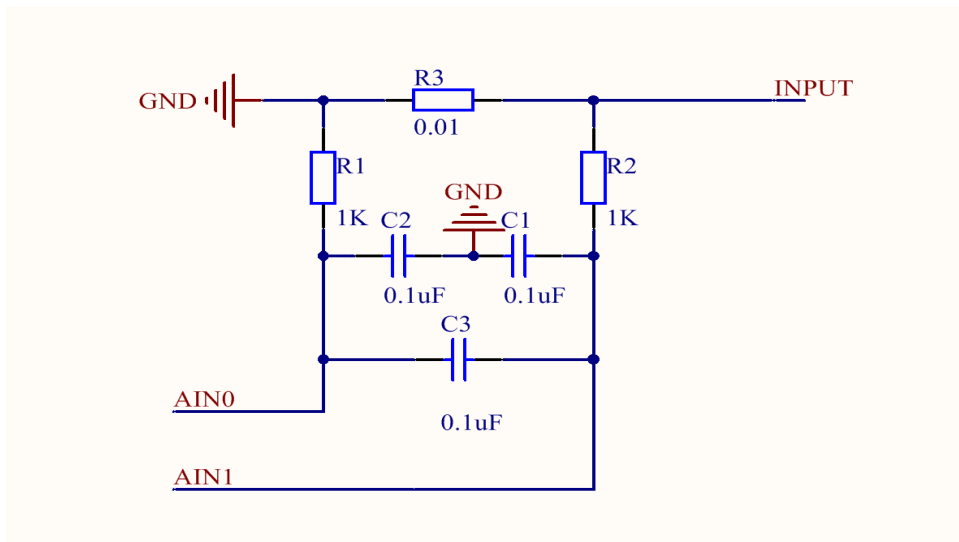 R3
INPUT
GND
0.01
R1
R2
GND
1K
C2
C1
1K
0.1uF
0.1uF
C3
AIN0
0.1uF
AIN1